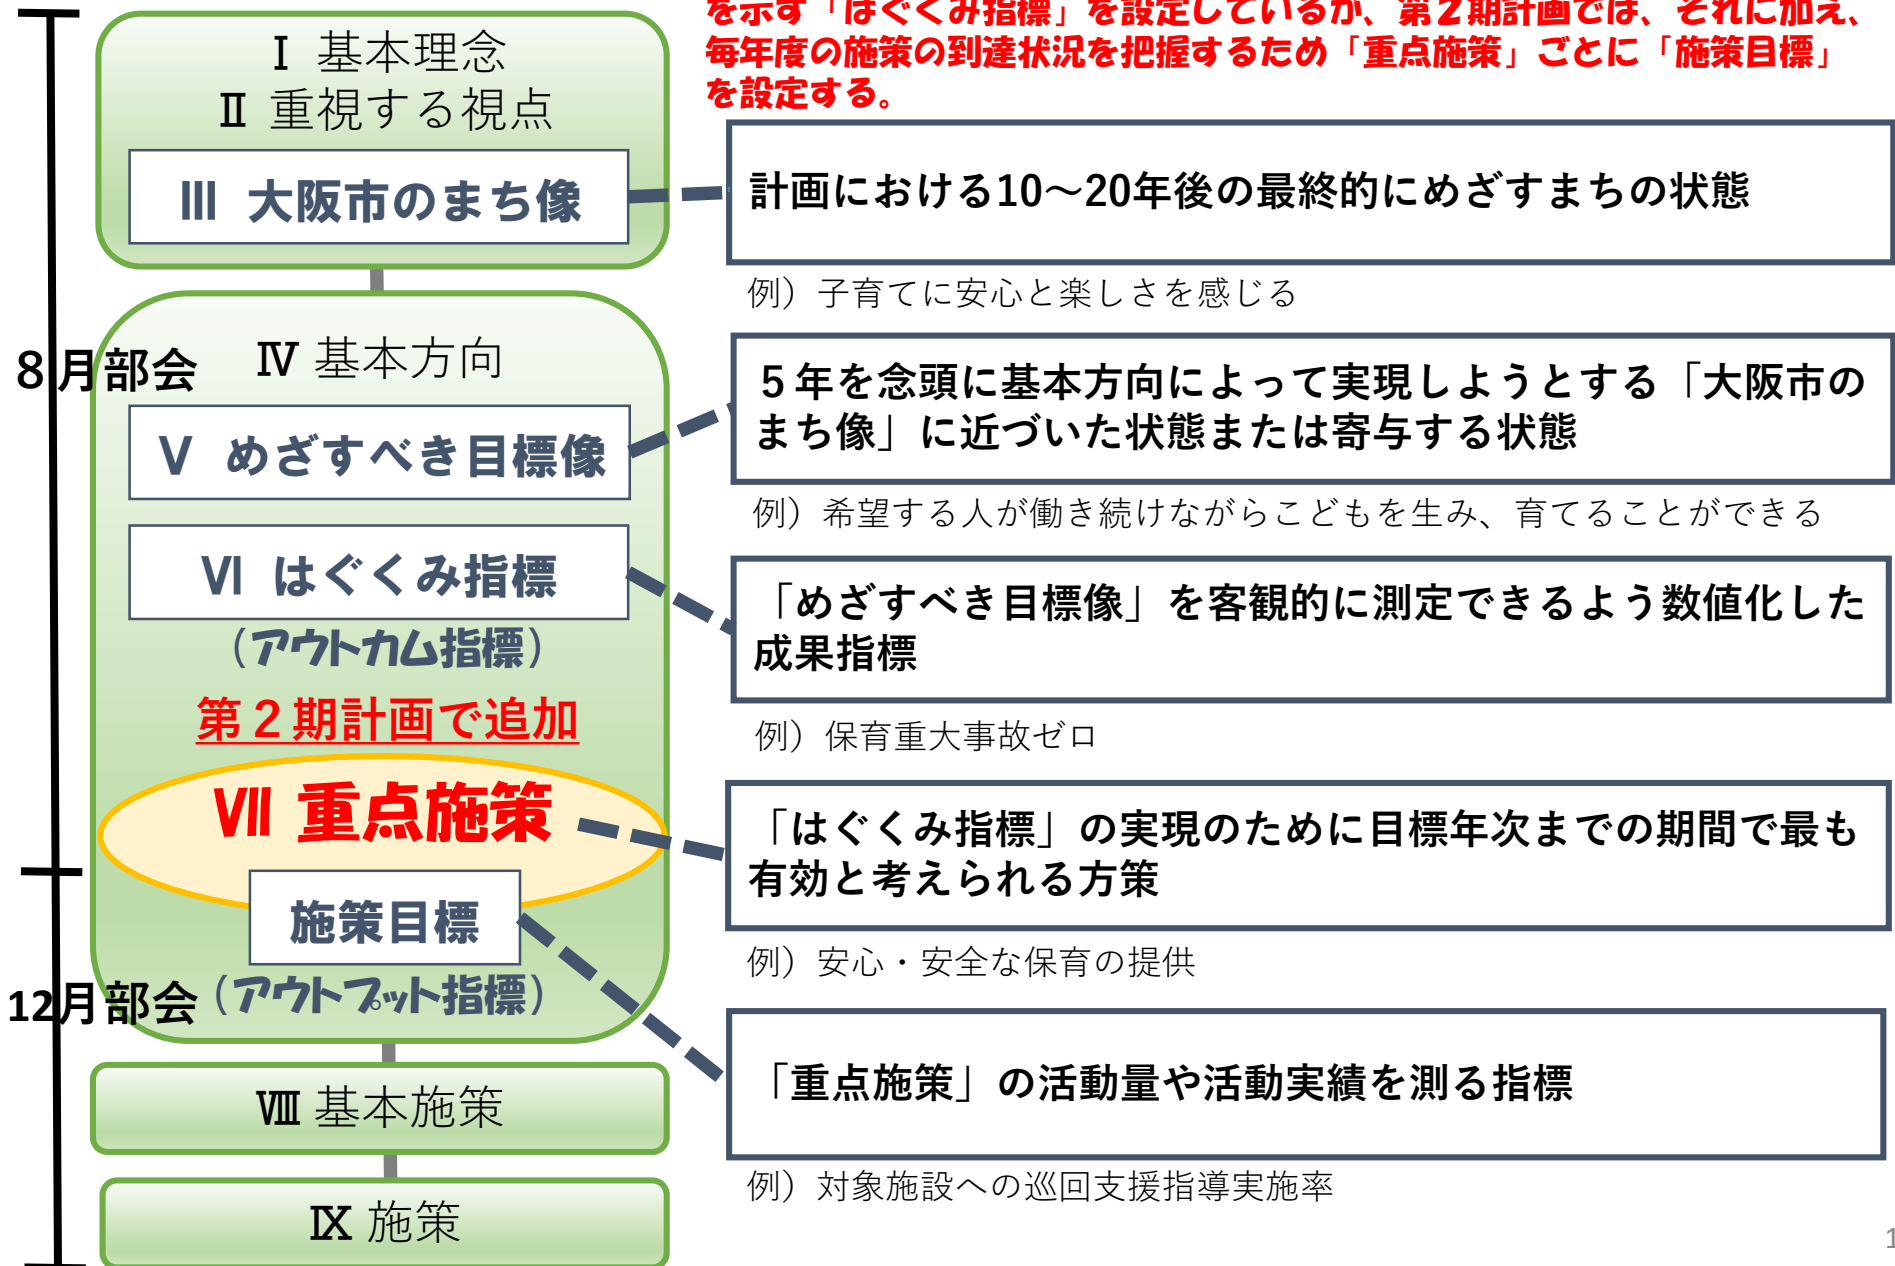 を示す「はぐくみ指標」を設定しているが、第２期計画では、それに加え、
毎年度の施策の到達状況を把握するため「重点施策」ごとに「施策目標」
を設定する。
Ⅰ 基本理念
Ⅱ 重視する視点
Ⅲ 大阪市のまち像
計画における10～20年後の最終的にめざすまちの状態
例）子育てに安心と楽しさを感じる
8月部会
Ⅳ 基本方向
Ⅴ めざすべき目標像
５年を念頭に基本方向によって実現しようとする「大阪市の
まち像」に近づいた状態または寄与する状態
例）希望する人が働き続けながらこどもを生み、育てることができる
Ⅵ はぐくみ指標
（アウトカム指標）
「めざすべき目標像」を客観的に測定できるよう数値化した
成果指標
例）保育重大事故ゼロ
第２期計画で追加
Ⅶ 重点施策
「はぐくみ指標」の実現のために目標年次までの期間で最も
有効と考えられる方策
例）安心・安全な保育の提供
施策目標
（アウトプット指標）
12月部会
「重点施策」の活動量や活動実績を測る指標
例）対象施設への巡回支援指導実施率
Ⅷ 基本施策
Ⅸ 施策
1